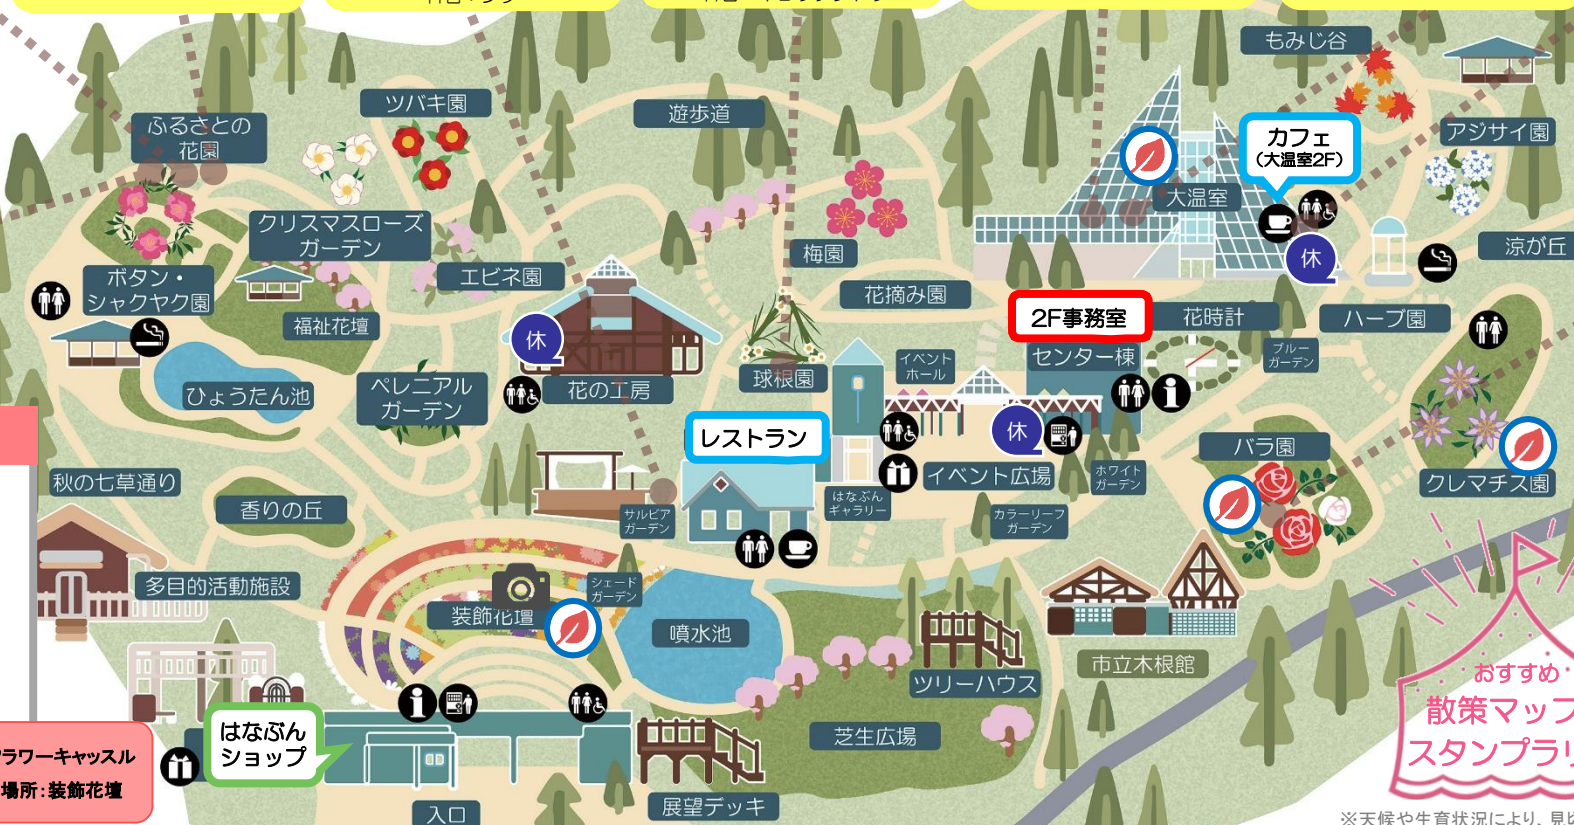 もみじ谷
ツバキ園
遊歩道
ふるさとの
花園
カフェ
(大温室2F)
アジサイ園
大温室
クリスマスローズ
ガーデン
梅園
涼が丘
ボタン・
シャクヤク園
エビネ園
休
花摘み園
2F事務室
花時計
ハーブ園
福祉花壇
休
センター棟
ブルー
ガーデン
イベント
ホール
ひょうたん池
ペレニアル
ガーデン
花の工房
球根園
レストラン
休
バラ園
秋の七草通り
イベント広場
ホワイト
ガーデン
クレマチス園
香りの丘
サルビア
ガーデン
はなぶん
ギャラリー
カラーリーフ
ガーデン
多目的活動施設
シェード
ガーデン
装飾花壇
噴水池
市立木根館
ツリーハウス
おすすめ
散策マップ
スタンプラリ
はなぶん
ショップ
芝生広場
ラワーキャッスル
場所:装飾花壇
展望デッキ
入口
※天候や生育状況により、見